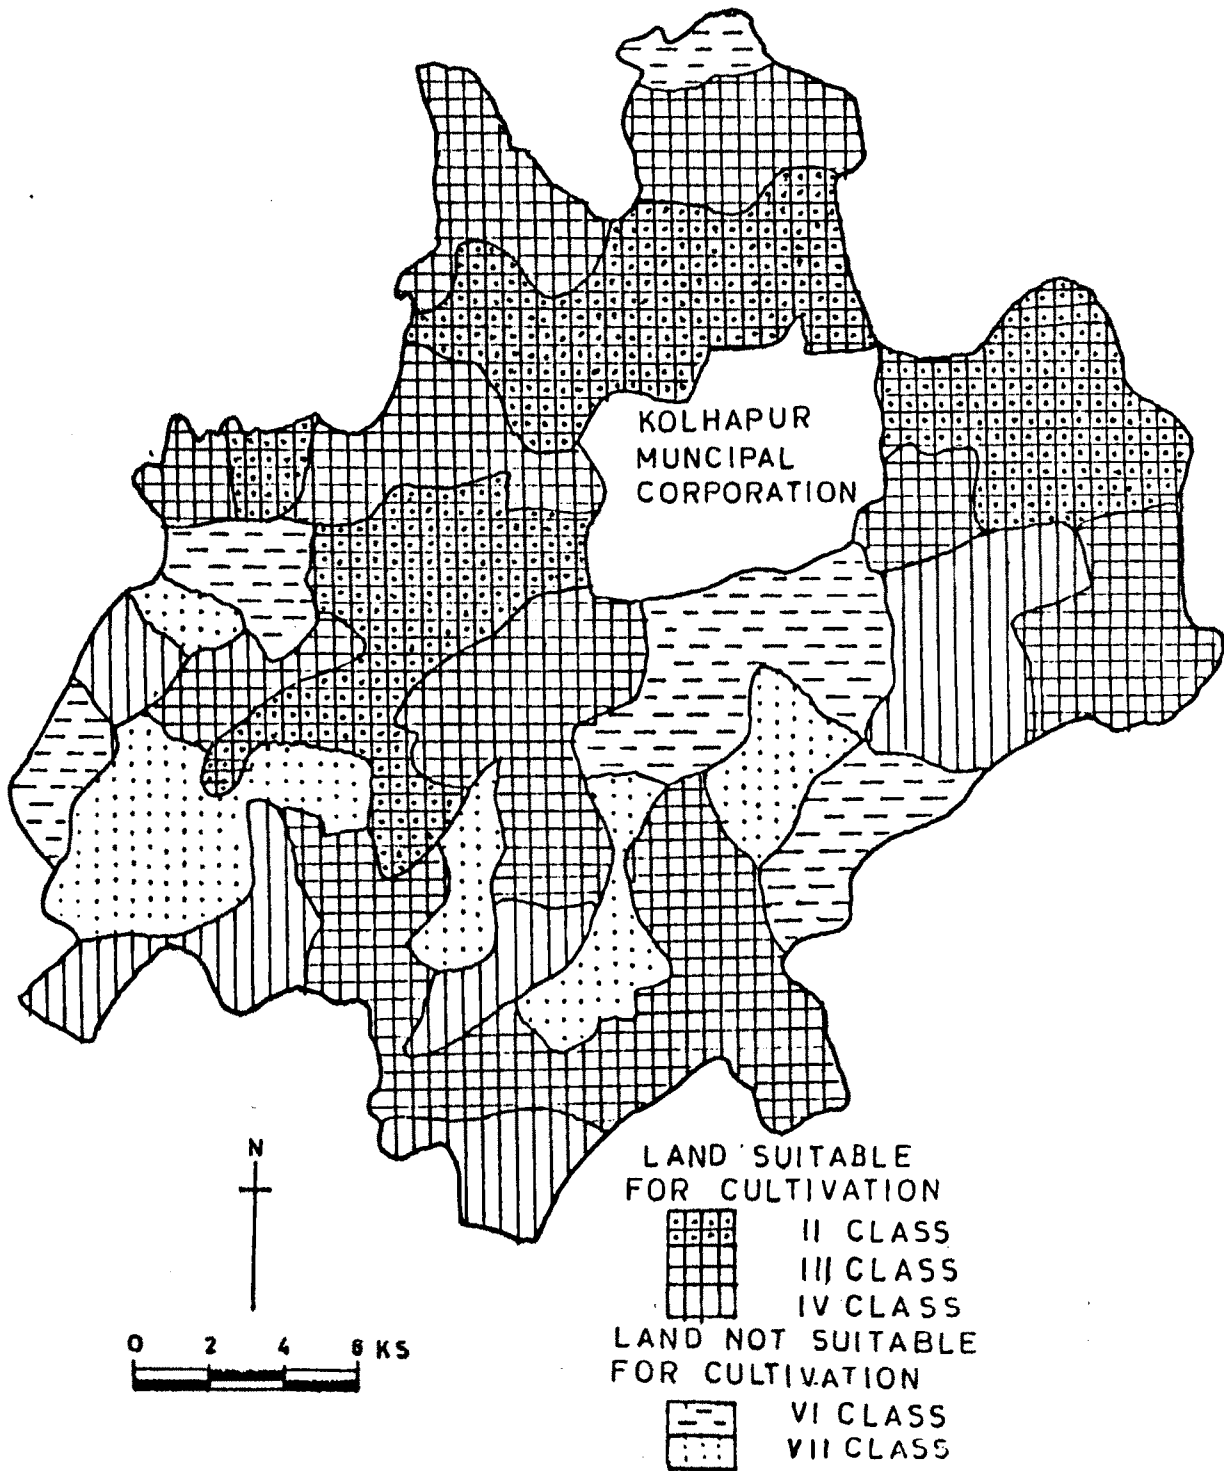 KOLHAPUR
MUNCIPAL
CORPORATION
N
0 2 4 6 KS
LAND SUITABLE
FOR CULTIVATION
II CLASS
III CLASS
IV CLASS
LAND NOT SUITABLE
FOR CULTIVATION
VI CLASS
VII CLASS